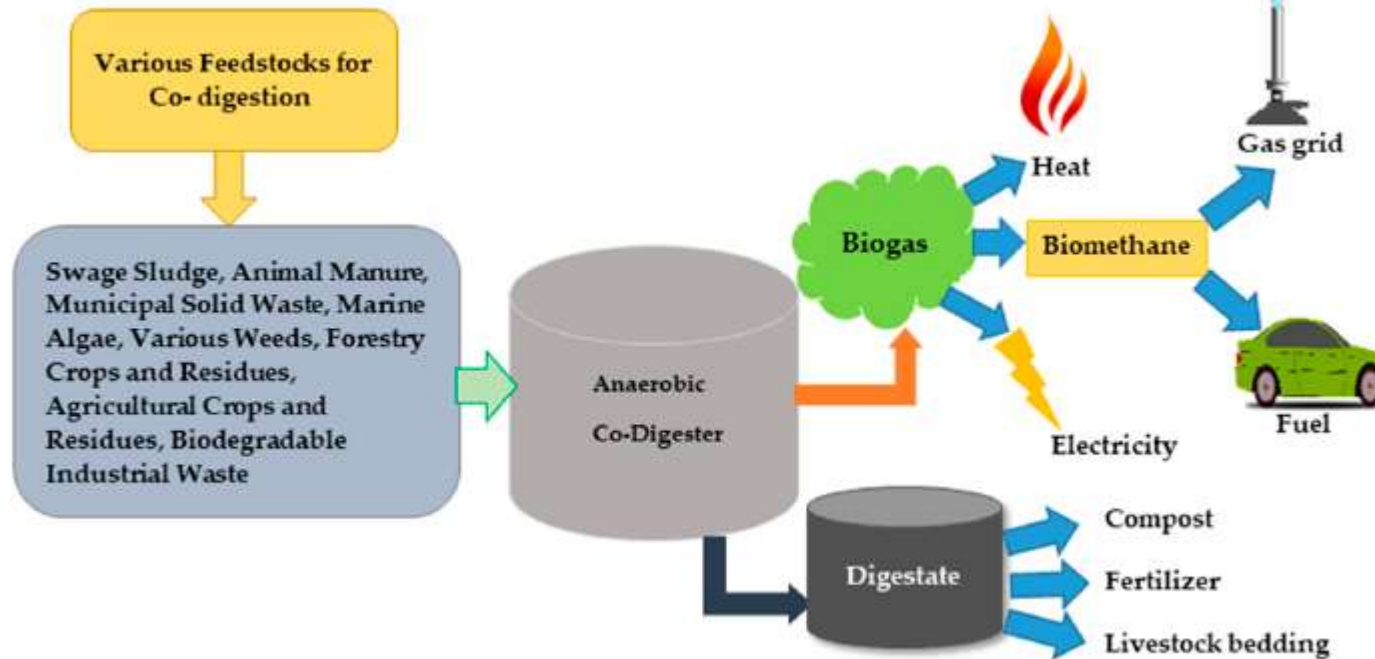 Various Feedstocks for
Co- digestion
Swage Sludge, Animal Manure,
Municipal Solid Waste, Marine
Algae, Various Weeds, Forestry
Crops and Residues,
Agricultural Crops and
Residues, Biodegradable
Industrial Waste
Anaerobic
Co-Digester
Biogas
Heat
Biomethane
Gas grid
Fuel
Electricity
Digestate
Compost
Fertilizer
Livestock bedding